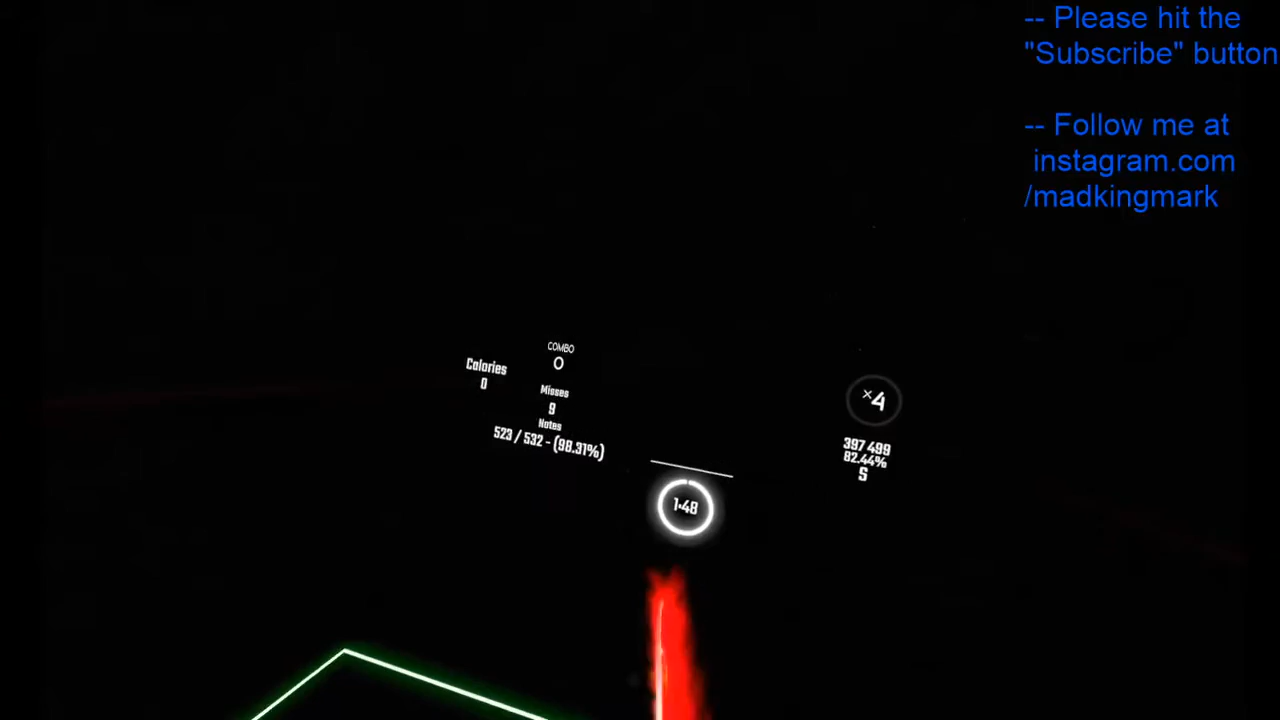 -- Please hit the
"Subscribe" button
-- Follow me at
instagram.com
/madkingmark
COMBO
0
Calories
0
Misses
9
Notes
523 / 532 - (98.31%)
×4
397 499
82.44%
S
1:48